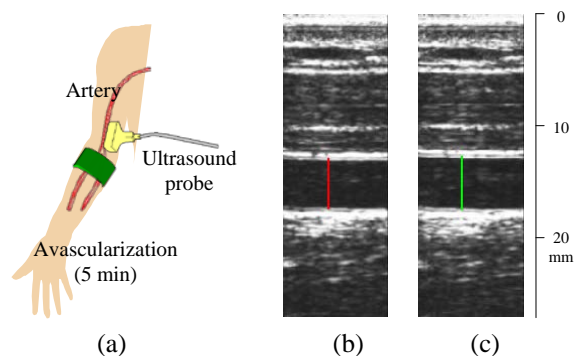 Artery
Ultrasound
probe
Avascularization
(5 min)
0
10
20
mm
(a)
(b)
(c)